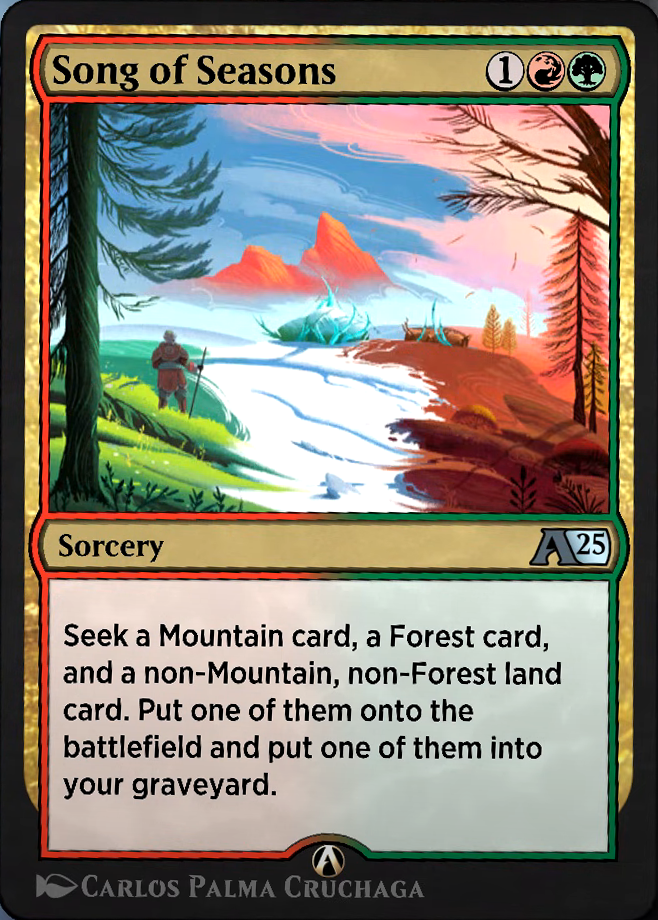 Song of Seasons 1
Sorcery A25
Seek a Mountain card, a Forest card,
and a non-Mountain, non-Forest land
card. Put one of them onto the
battlefield and put one of them into
your graveyard.
Carlos Palma Cruchaga